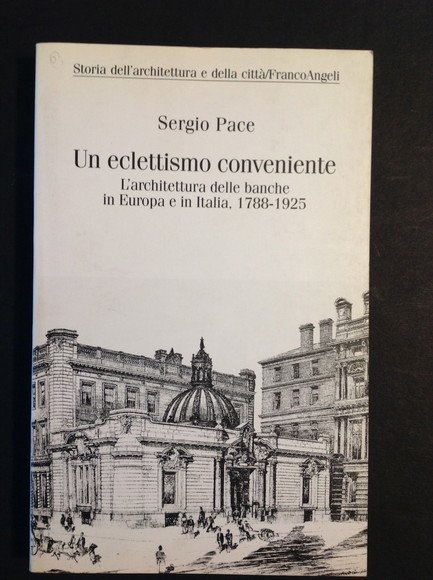 Storia dell'architettura e della città/FrancoAngeli
Sergio Pace
Un eclettismo conveniente
L'architettura delle banche
in Europa e in Italia, 1788-1925